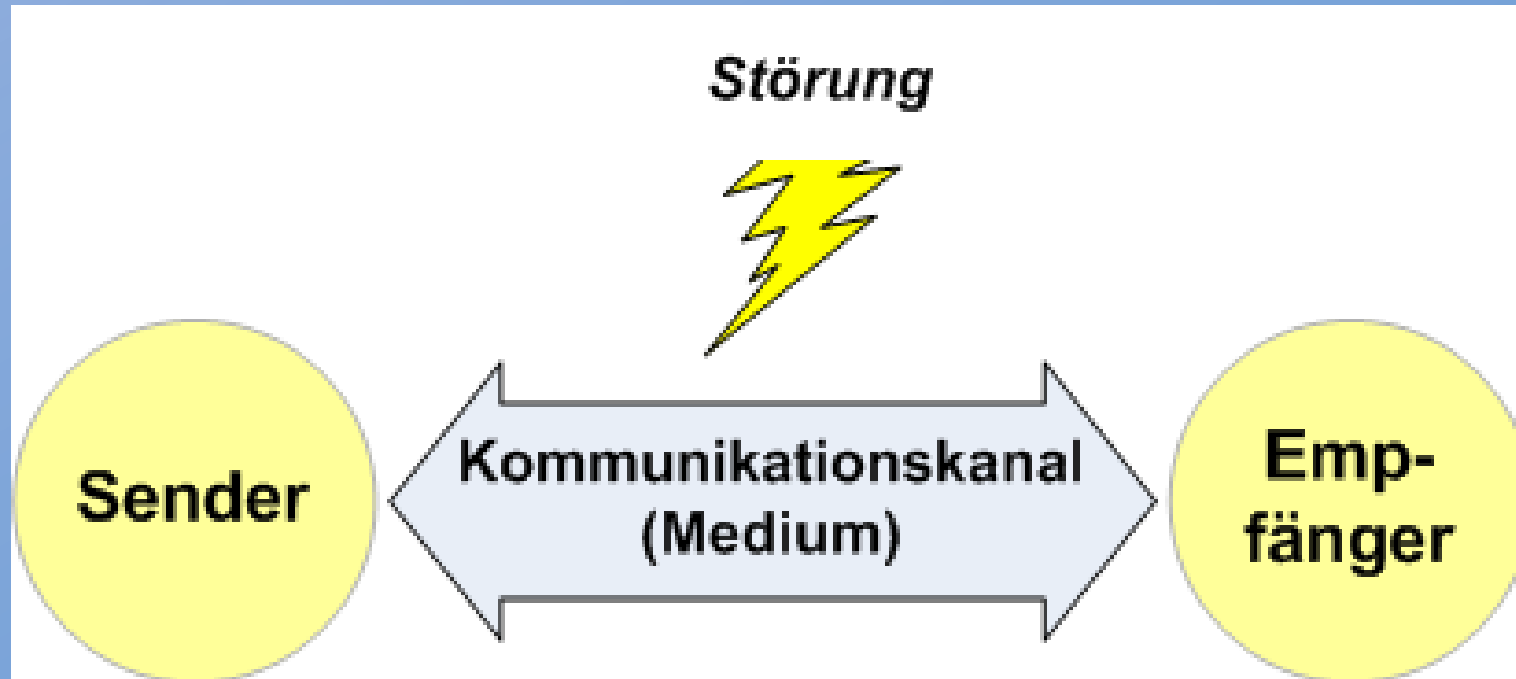 Störung
Sender
Kommunikationskanal
(Medium)
Emp-
fänger